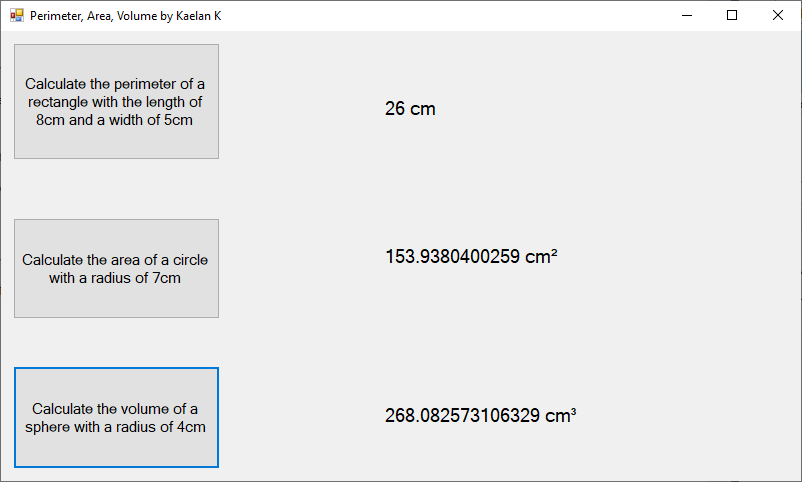 Perimeter, Area, Volume by Kaelan K
Calculate the perimeter of a
rectangle with the length of
8cm and a width of 5cm
26 cm
Calculate the area of a circle
with a radius of 7cm
153.9380400259 cm²
Calculate the volume of a
sphere with a radius of 4cm
268.082573106329 cm³